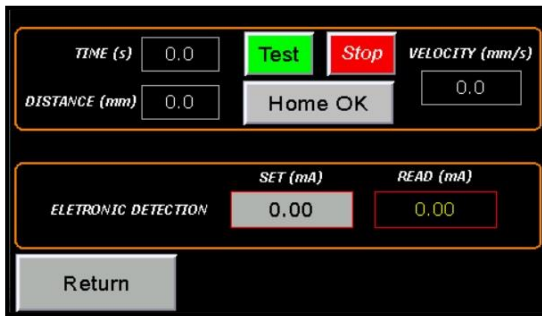 TIME (s) 0.0 Test Stop VELOCITY (mm/s)
DISTANCE (mm) 0.0 Home OK 0.0
SET (mA) READ (mA)
ELETRONIC DETECTION 0.00 0.00
Return